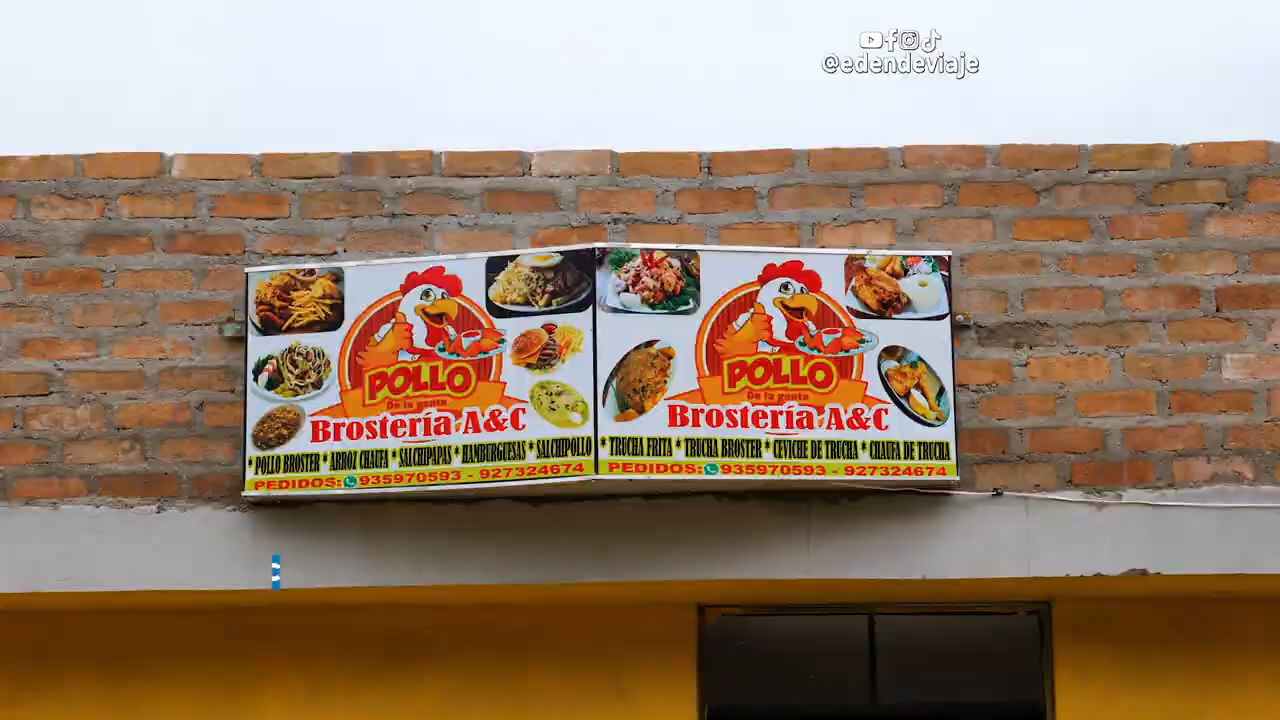 @edendeviaje
POLLO
De la gente
Brostería A&C
* POLLO BROSTER * ARROZ CHAUFA * SALCHIPAPAS * HAMBURGUESAS * SALCHIPOLLO
PEDIDOS: 935970593 - 927324674
POLLO
De la gente
Brostería A&C
* TRUCHA FRITA * TRUCHA BROSTER * CEVICHE DE TRUCHA * CHAUFA DE TRUCHA
PEDIDOS: 935970593 - 927324674